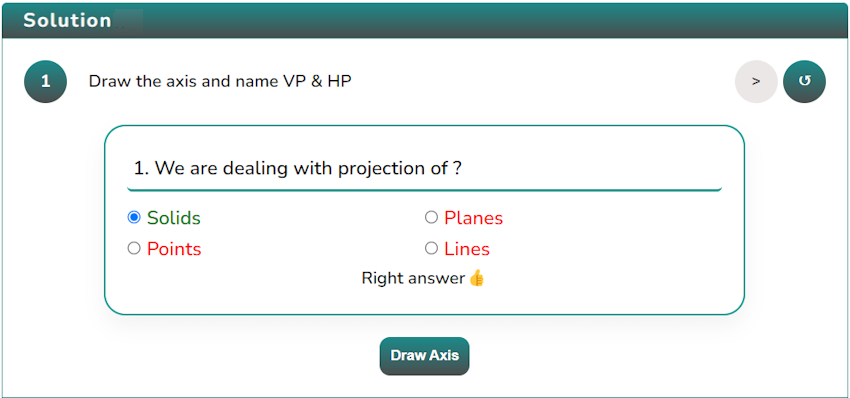 Solution
1 Draw the axis and name VP & HP > ↺
1. We are dealing with projection of ?
Solids Planes
Points Lines
Right answer👍
Draw Axis